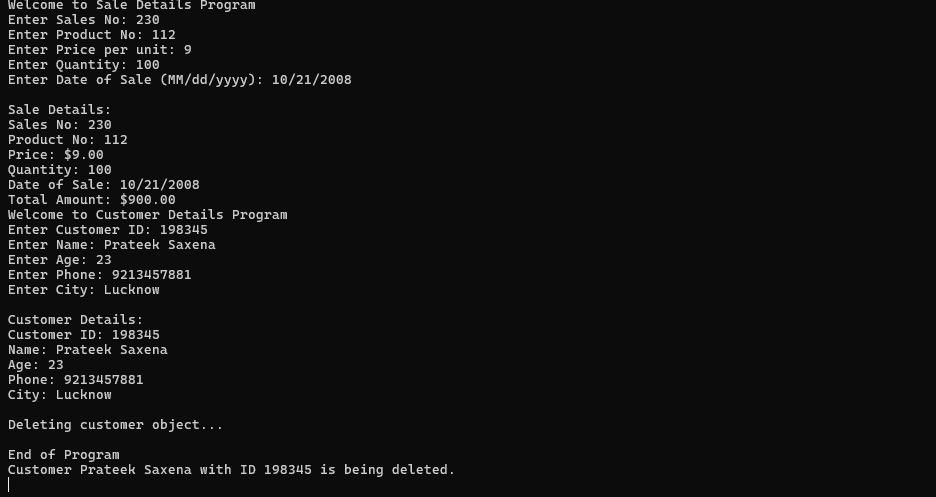 Welcome to Sale Details Program
Enter Sales No: 230
Enter Product No: 112
Enter Price per unit: 9
Enter Quantity: 100
Enter Date of Sale (MM/dd/yyyy): 10/21/2008
Sale Details:
Sales No: 230
Product No: 112
Price: $9.00
Quantity: 100
Date of Sale: 10/21/2008
Total Amount: $900.00
Welcome to Customer Details Program
Enter Customer ID: 198345
Enter Name: Prateek Saxena
Enter Age: 23
Enter Phone: 9213457881
Enter City: Lucknow
Customer Details:
Customer ID: 198345
Name: Prateek Saxena
Age: 23
Phone: 9213457881
City: Lucknow
Deleting customer object...
End of Program
Customer Prateek Saxena with ID 198345 is being deleted.